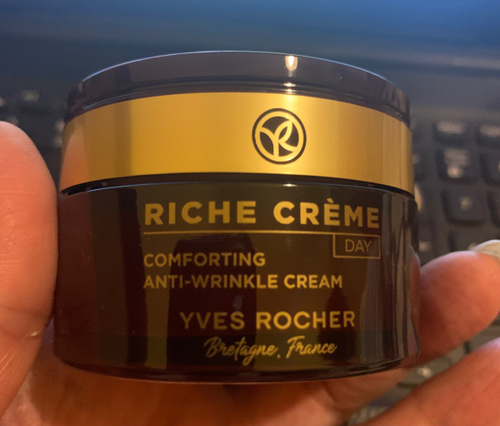 RICHE CRÈME
DAY
COMFORTING
ANTI-WRINKLE CREAM
YVES ROCHER
Bretagne, France